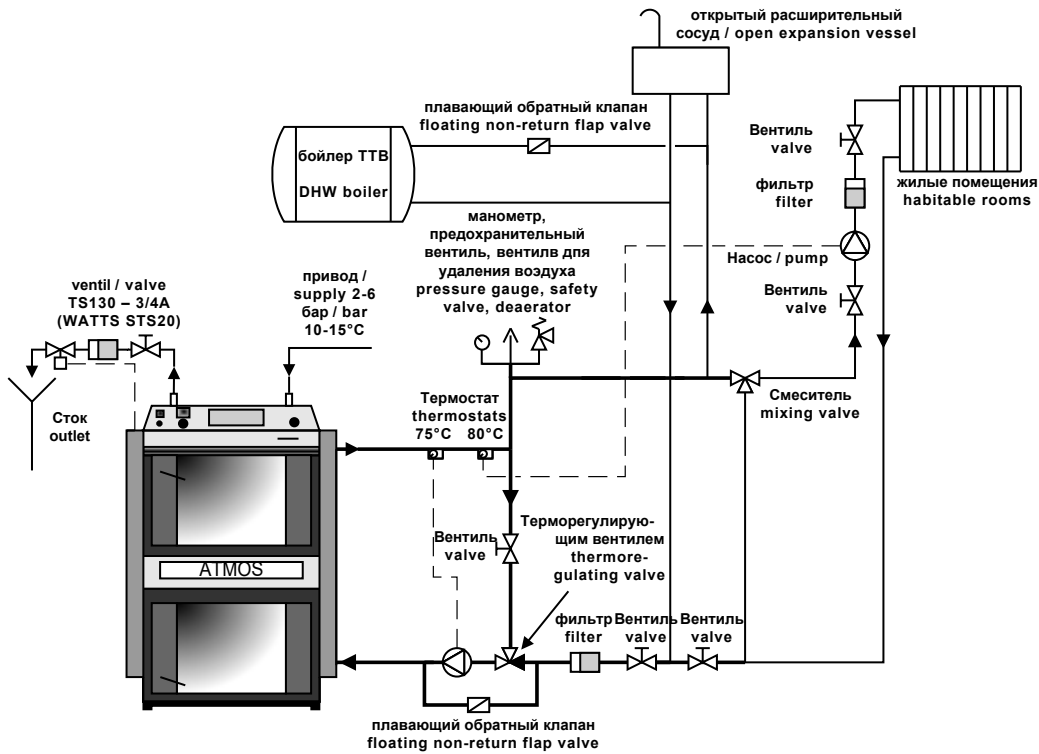 открытый расширительный
сосуд / open expansion vessel
плавающий обратный клапан
floating non-return flap valve
бойлер ТТВ
DHW boiler
Вентиль
valve
фильтр
filter
жилые помещения
habitable rooms
манометр,
предохранительный
вентиль, вентилв дпя
удаления воздуха
pressure gauge, safety
valve, deaerator
Насос / pump
Вентиль
valve
ventil / valve
TS130 – 3/4A
(WATTS STS20)
привод /
supply 2-6
бар / bar
10-15°C
Сток
outlet
Термостат
thermostats
75°C 80°C
Смеситель
mixing valve
Вентиль
valve
Терморегулирую-
щим вентилем
thermore-
gulating valve
ATMOS
фильтр
filter
Вентиль
valve
Вентиль
valve
плавающий обратный клапан
floating non-return flap valve